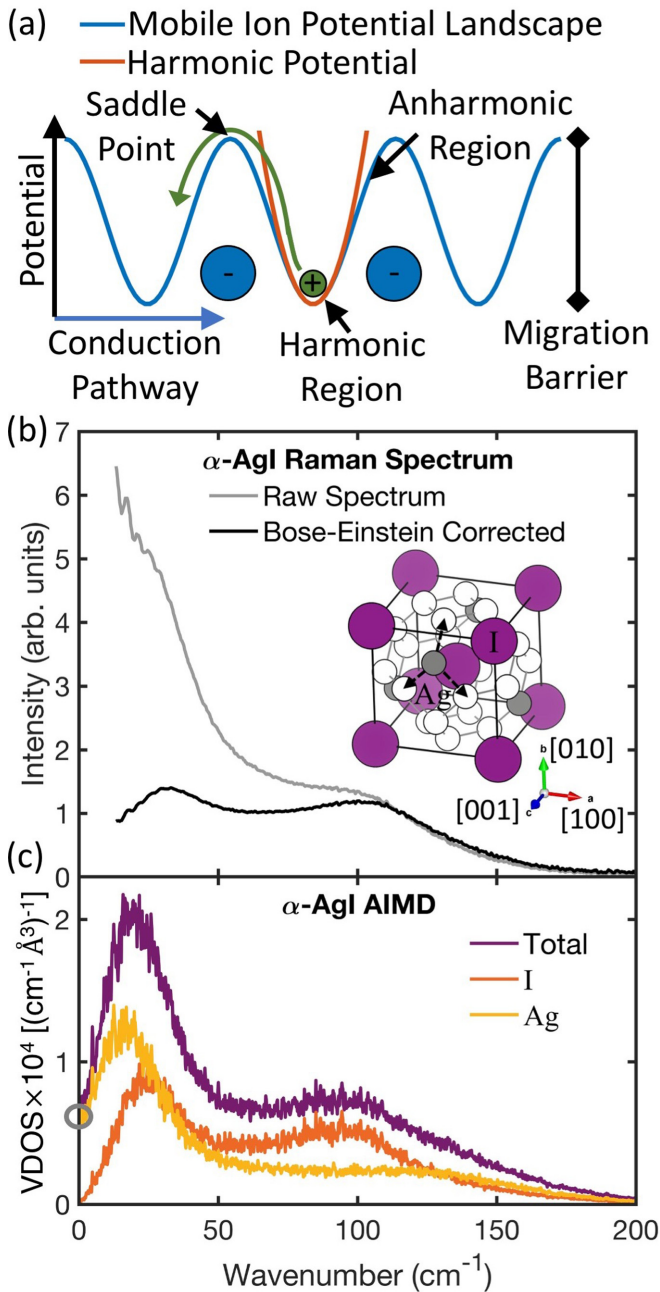 (a)
Mobile Ion Potential Landscape
Harmonic Potential
Saddle
Point
Anharmonic
Region
Potential
-
+
-
Conduction
Pathway
Harmonic
Region
Migration
Barrier
(b)
α-AgI Raman Spectrum
Raw Spectrum
Bose-Einstein Corrected
Intensity (arb. units)
7
6
5
4
3
2
1
0
I
Ag
b
[010]
[001]
c
a
[100]
(c)
α-AgI AIMD
Total
I
Ag
VDOS×10⁴ [(cm⁻¹ Å³)⁻¹]
2
1
0
0 50 100 150 200
Wavenumber (cm⁻¹)